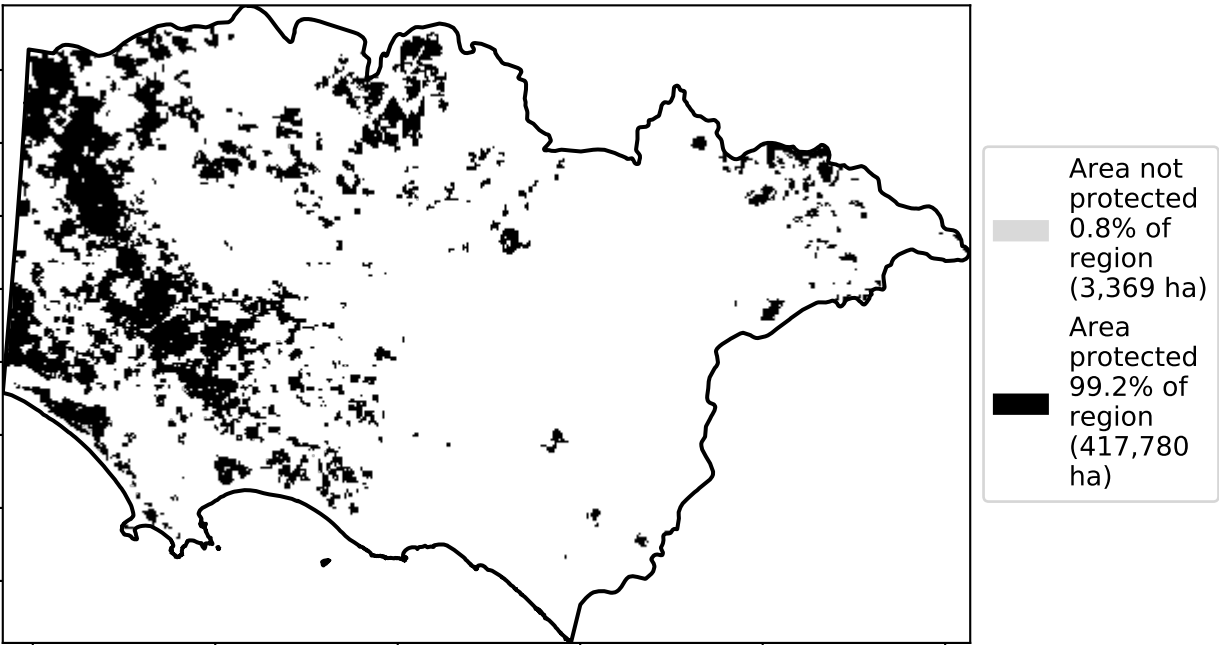 Area not
protected
0.8% of
region
(3,369 ha)
Area
protected
99.2% of
region
(417,780
ha)